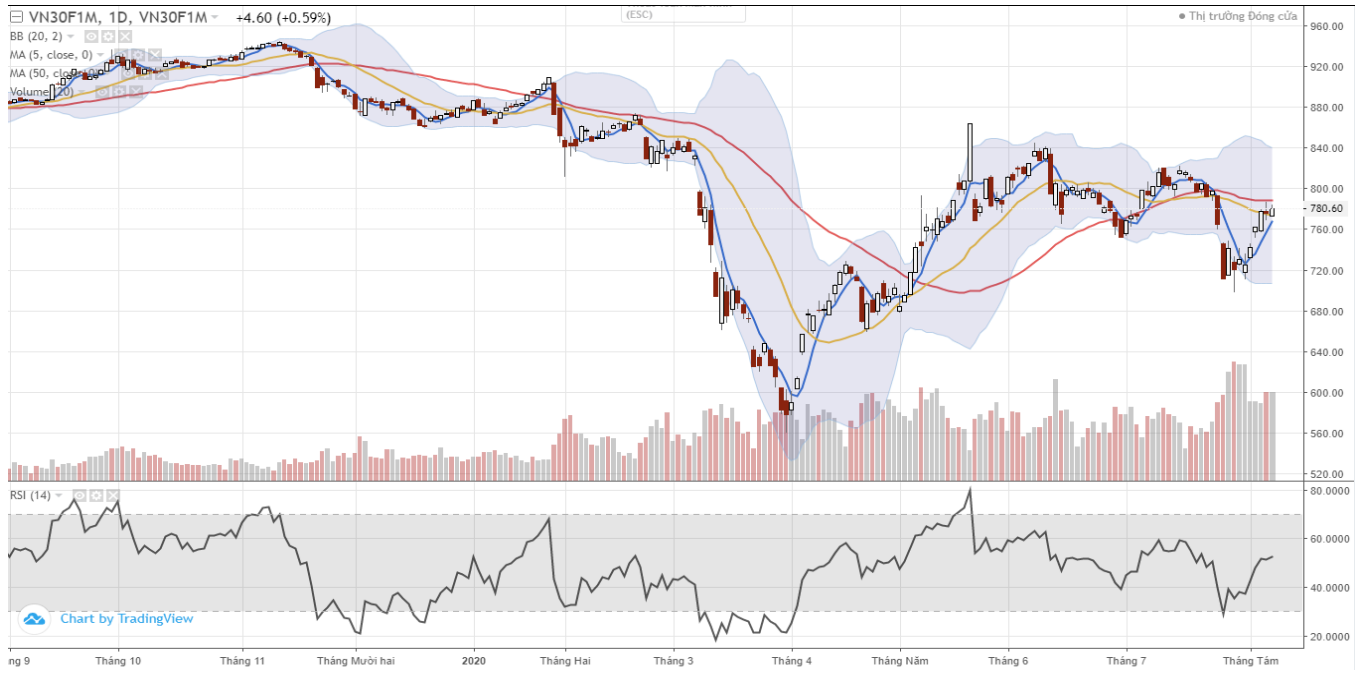 VN30F1M, 1D, VN30F1M +4.60 (+0.59%)
(ESC)
Thị trường Đóng cửa
BB (20, 2)
MA (5, close, 0)
MA (50, close, 0)
Volume (20)
960.00
920.00
880.00
840.00
800.00
780.60
760.00
720.00
680.00
640.00
600.00
560.00
520.00
RSI (14)
80.0000
60.0000
40.0000
20.0000
Chart by TradingView
ng 9 Tháng 10 Tháng 11 Tháng Mười hai 2020 Tháng Hai Tháng 3 Tháng 4 Tháng Năm Tháng 6 Tháng 7 Tháng Tám